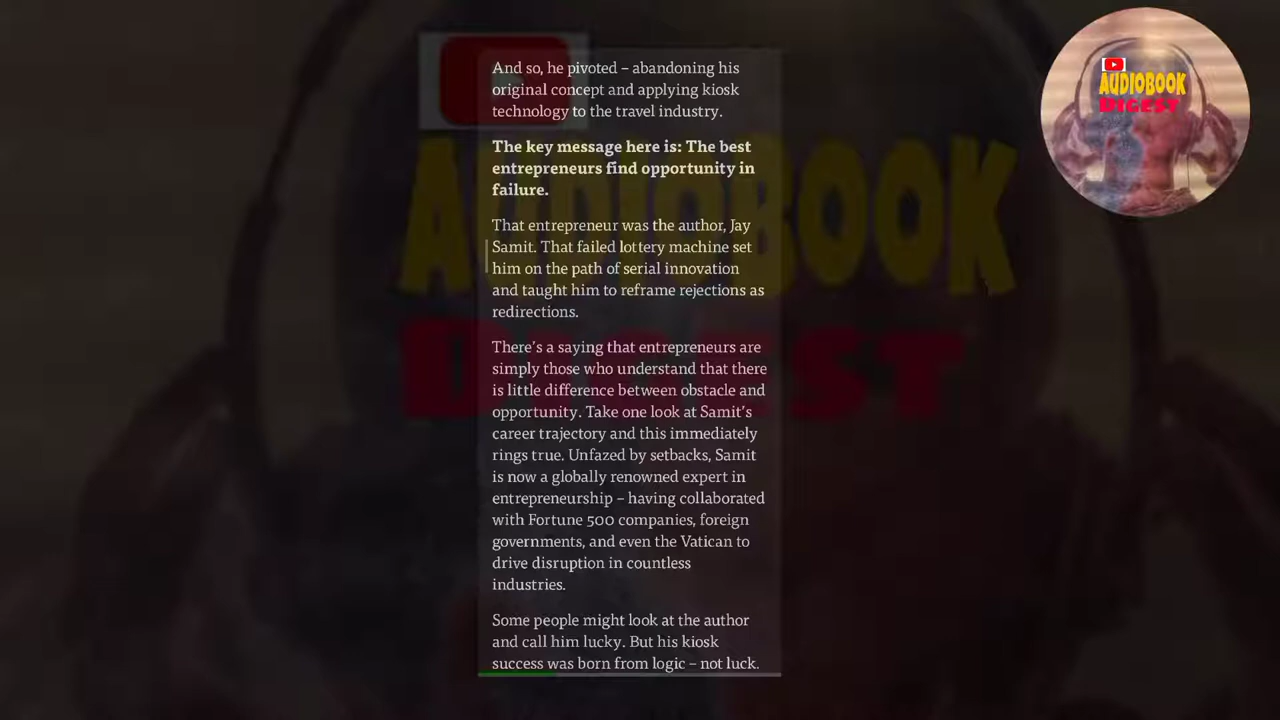 And so, he pivoted – abandoning his
original concept and applying kiosk
technology to the travel industry.
The key message here is: The best
entrepreneurs find opportunity in
failure.
That entrepreneur was the author, Jay
Samit. That failed lottery machine set
him on the path of serial innovation
and taught him to reframe rejections as
redirections.
There's a saying that entrepreneurs are
simply those who understand that there
is little difference between obstacle and
opportunity. Take one look at Samit's
career trajectory and this immediately
rings true. Unfazed by setbacks, Samit
is now a globally renowned expert in
entrepreneurship – having collaborated
with Fortune 500 companies, foreign
governments, and even the Vatican to
drive disruption in countless
industries.
Some people might look at the author
and call him lucky. But his kiosk
success was born from logic – not luck.
AUDIOBOOK
DIGEST
AUDIOBOOK
DIGEST